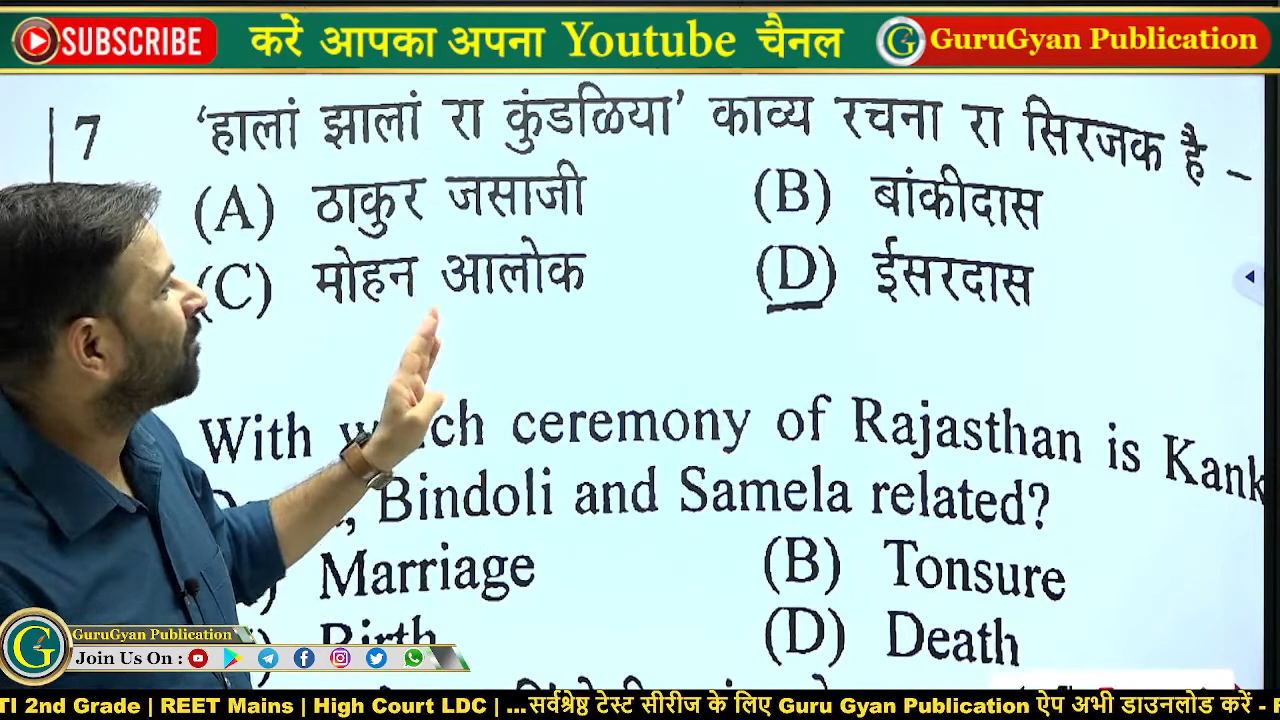 SUBSCRIBE करें आपका अपना Youtube चैनल GuruGyan Publication
7 'हालां झालां रा कुंडळिया' काव्य रचना रा सिरजक है –
(A) ठाकुर जसाजी (B) बांकीदास
(C) मोहन आलोक (D) ईसरदास
With which ceremony of Rajasthan is
Bindoli and Samela related?
Marriage (B) Tonsure
Birth (D) Death
GuruGyan Publication
Join Us On :
2nd Grade | REET Mains | High Court LDC | ...सर्वश्रेष्ठ टेस्ट सीरीज के लिए Guru Gyan Publication ऐप अभी डाउनलोड करें -